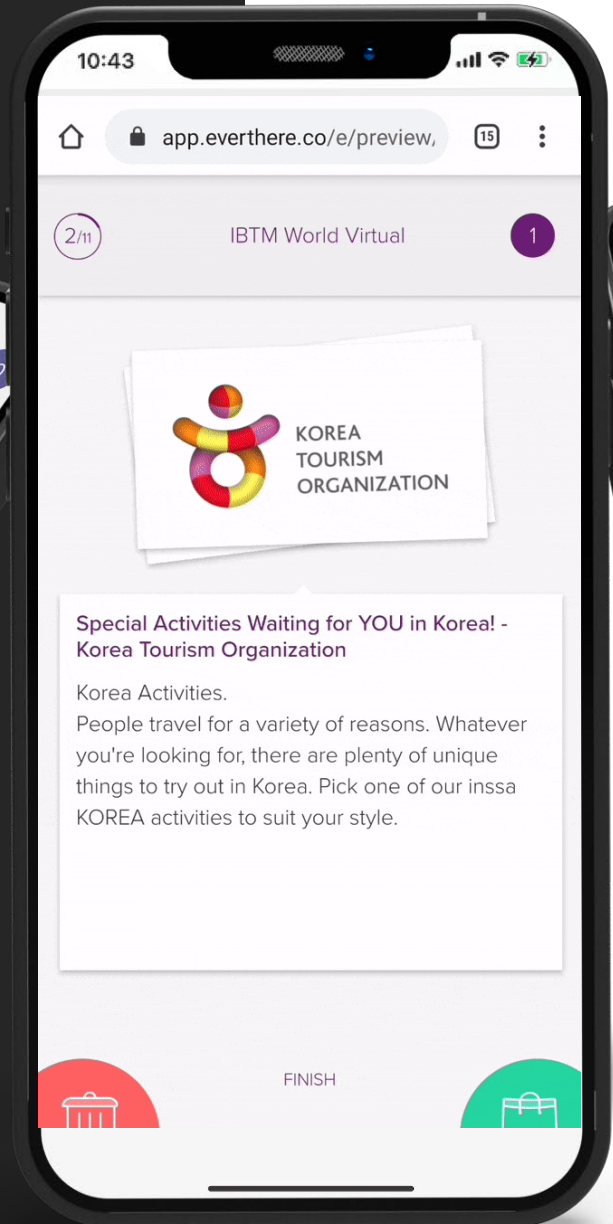 10:43
app.everthere.co/e/preview,
15
2/11
IBTM World Virtual
1
KOREA
TOURISM
ORGANIZATION
Special Activities Waiting for YOU in Korea! -
Korea Tourism Organization
Korea Activities.
People travel for a variety of reasons. Whatever
you're looking for, there are plenty of unique
things to try out in Korea. Pick one of our inssa
KOREA activities to suit your style.
FINISH